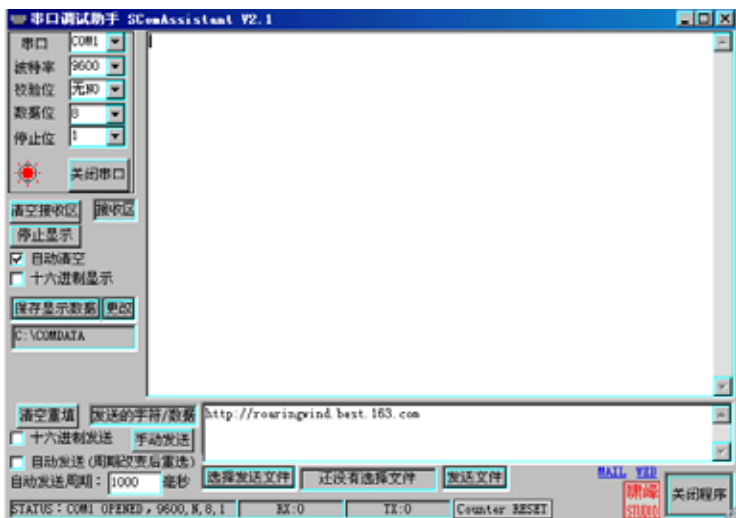 串口调试助手 SComAssistant V2.1
串口 COM1
波特率 9600
校验位 无NO
数据位 8
停止位 1
关闭串口
清空接收区 接收区
停止显示
自动清空
十六进制显示
保存显示数据 更改
C:\COMDATA
清空重填 发送的字符/数据 http://roaringwind.best.163.com
十六进制发送 手动发送
自动发送(周期改变后重选)
自动发送周期: 1000 毫秒 选择发送文件 还没有选择文件 发送文件 MAIL WEB
STUDIO 关闭程序
STATUS:COM1 OPENED,9600,N,8,1 RX:0 TX:0 Counter RESET